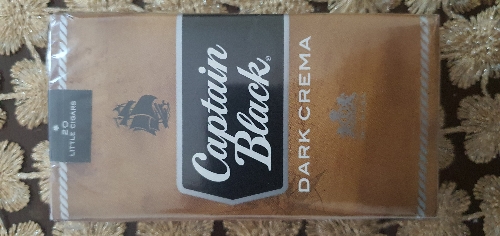 20
LITTLE CIGARS
Captain
Black®
DARK CREMA